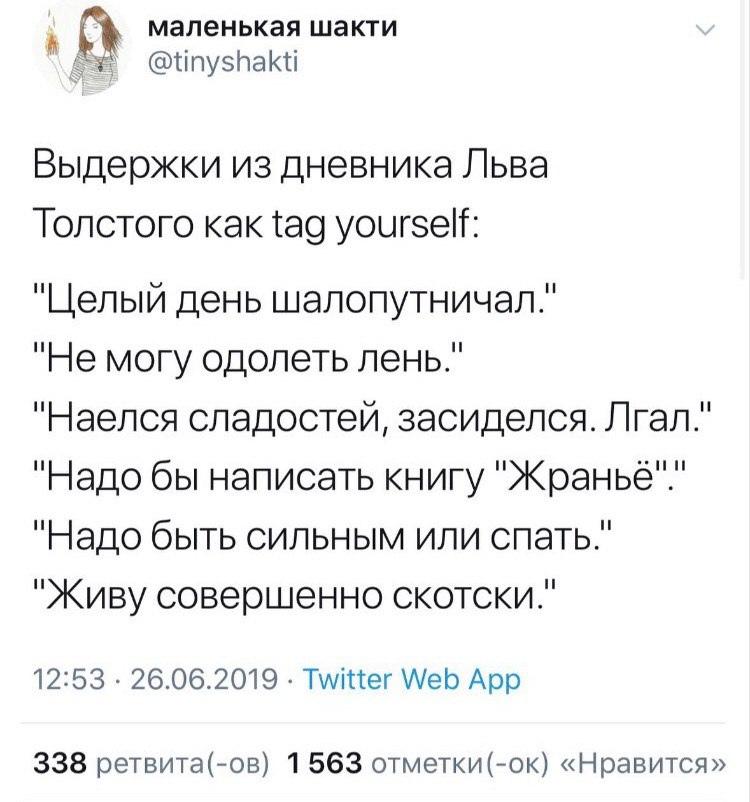 маленькая шакти
@tinyshakti
Выдержки из дневника Льва
Толстого как tag yourself:
"Целый день шалопутничал."
"Не могу одолеть лень."
"Наелся сладостей, засиделся. Лгал."
"Надо бы написать книгу "Жраньё"."
"Надо быть сильным или спать."
"Живу совершенно скотски."
12:53 · 26.06.2019 · Twitter Web App
338 ретвита(-ов) 1 563 отметки(-ок) «Нравится»